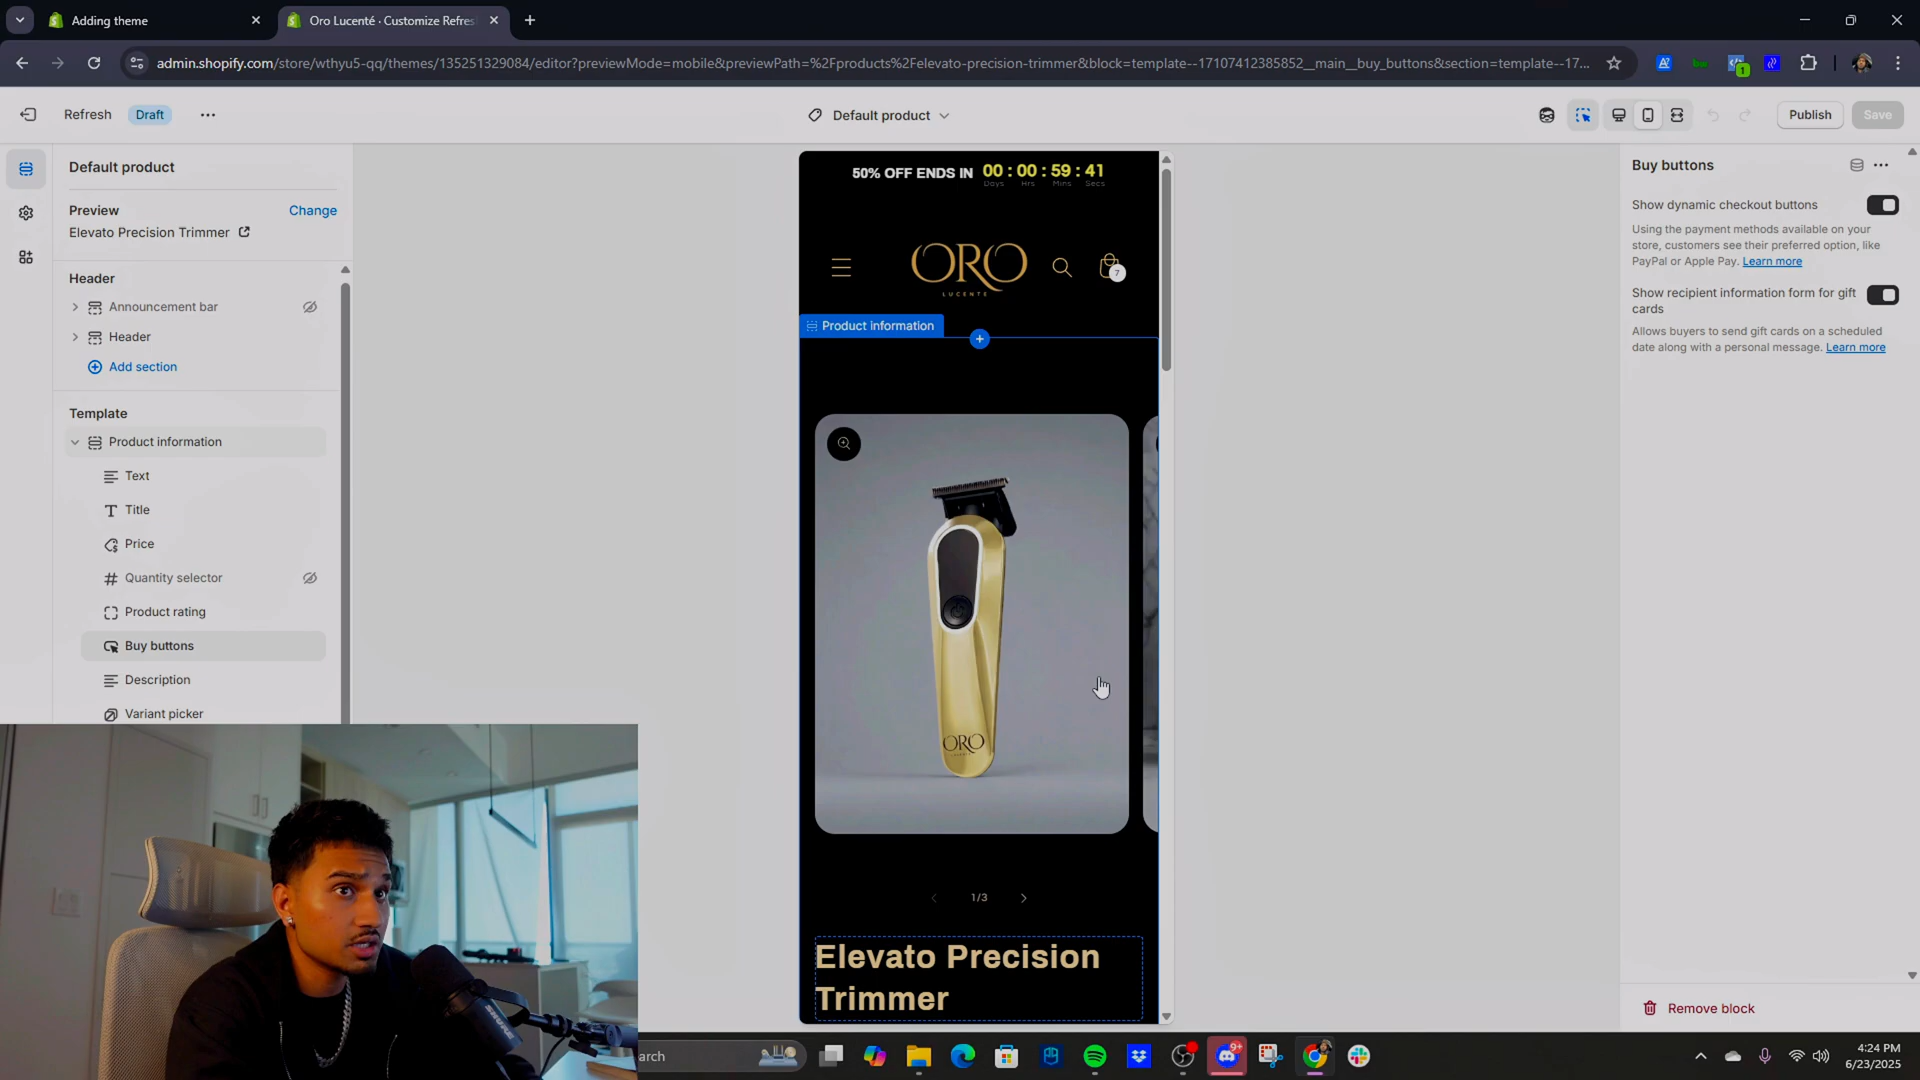 Adding theme
Oro Lucenté · Customize Refres
admin.shopify.com/store/wthyu5-qq/themes/135251329084/editor?previewMode=mobile&previewPath=%2Fproducts%2Felevato-precision-trimmer&block=template--17107412385852__main__buy_buttons&section=template--17...
1
Refresh
Draft
Default product
Publish
Save
Default product
Preview
Change
Elevato Precision Trimmer
Header
Announcement bar
Header
Add section
Template
Product information
Text
Title
Price
Quantity selector
Product rating
Buy buttons
Description
Variant picker
50% OFF ENDS IN
00 : 00 : 59 : 41
Days Hrs Mins Secs
ORO
LUCENTE
7
Product information
ORO
1/3
Elevato Precision
Trimmer
Buy buttons
Show dynamic checkout buttons
Using the payment methods available on your
store, customers see their preferred option, like
PayPal or Apple Pay. Learn more
Show recipient information form for gift
cards
Allows buyers to send gift cards on a scheduled
date along with a personal message. Learn more
Remove block
SHURE
arch
9+
4:24 PM
6/23/2025